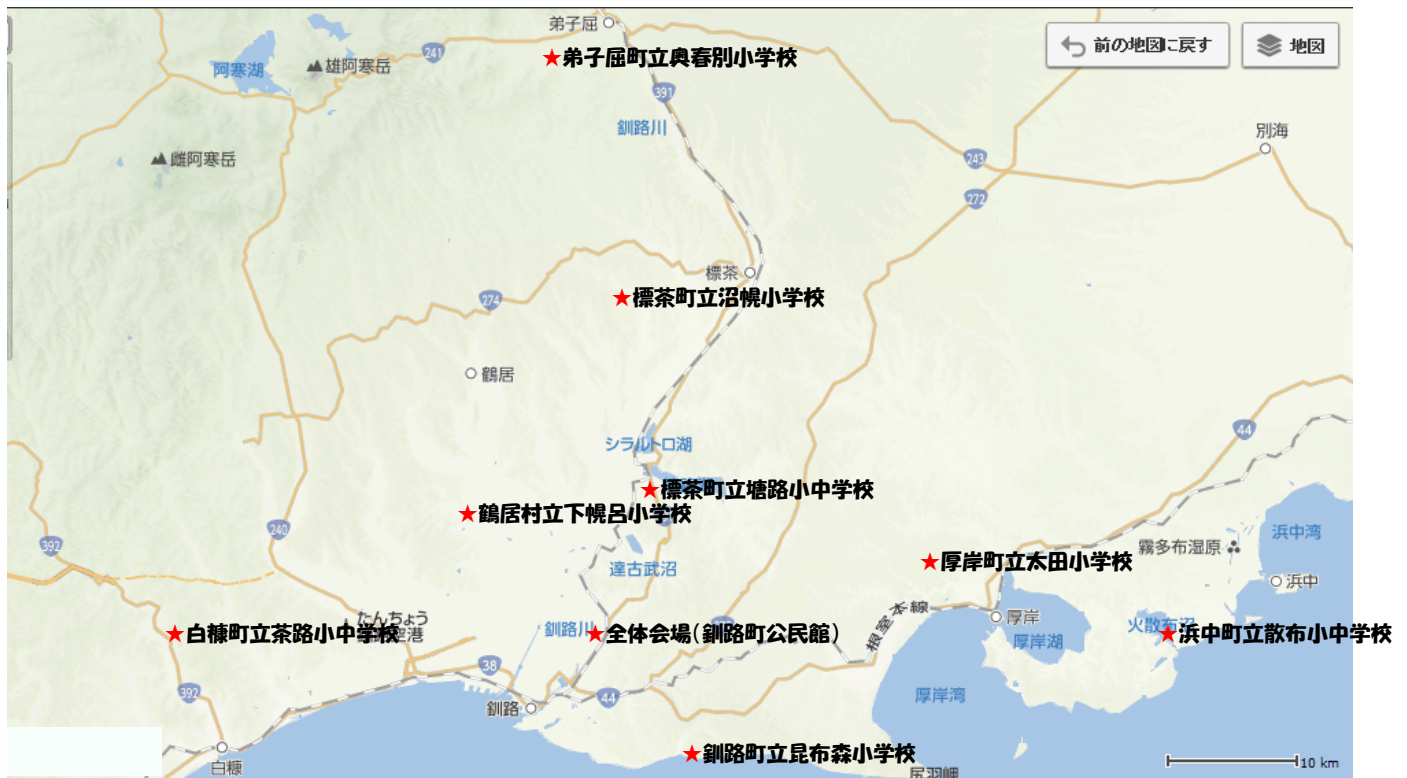 弟子屈
前の地図に戻す
地図
★弟子屈町立奥春別小学校
241
阿寒湖
雄阿寒岳
391
釧路川
別海
雌阿寒岳
243
272
標茶
274
★標茶町立沼幌小学校
鶴居
44
シラルトロ湖
★標茶町立塘路小中学校
★鶴居村立下幌呂小学校
240
392
浜中湾
霧多布湿原
★厚岸町立太田小学校
達古武沼
浜中
根室本線
厚岸
たんちょう
空港
★白糠町立茶路小中学校
釧路川
★全体会場(釧路町公民館)
火散布沼
★浜中町立散布小中学校
厚岸湖
38
392
44
厚岸湾
釧路
白糠
★釧路町立昆布森小学校
尻羽岬
10 km